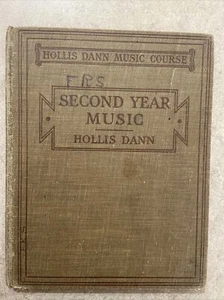 HOLLIS DANN MUSIC COURSE
FRS
SECOND YEAR
MUSIC
HOLLIS DANN